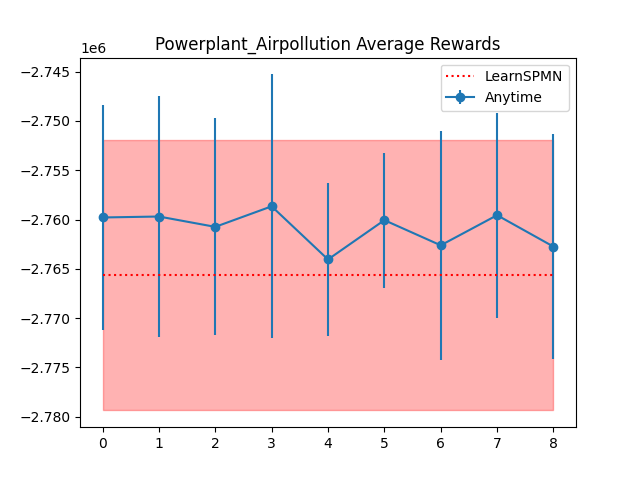 Powerplant_Airpollution Average Rewards
1e6
LearnSPMN
Anytime
−2.745
−2.750
−2.755
−2.760
−2.765
−2.770
−2.775
−2.780
0 1 2 3 4 5 6 7 8